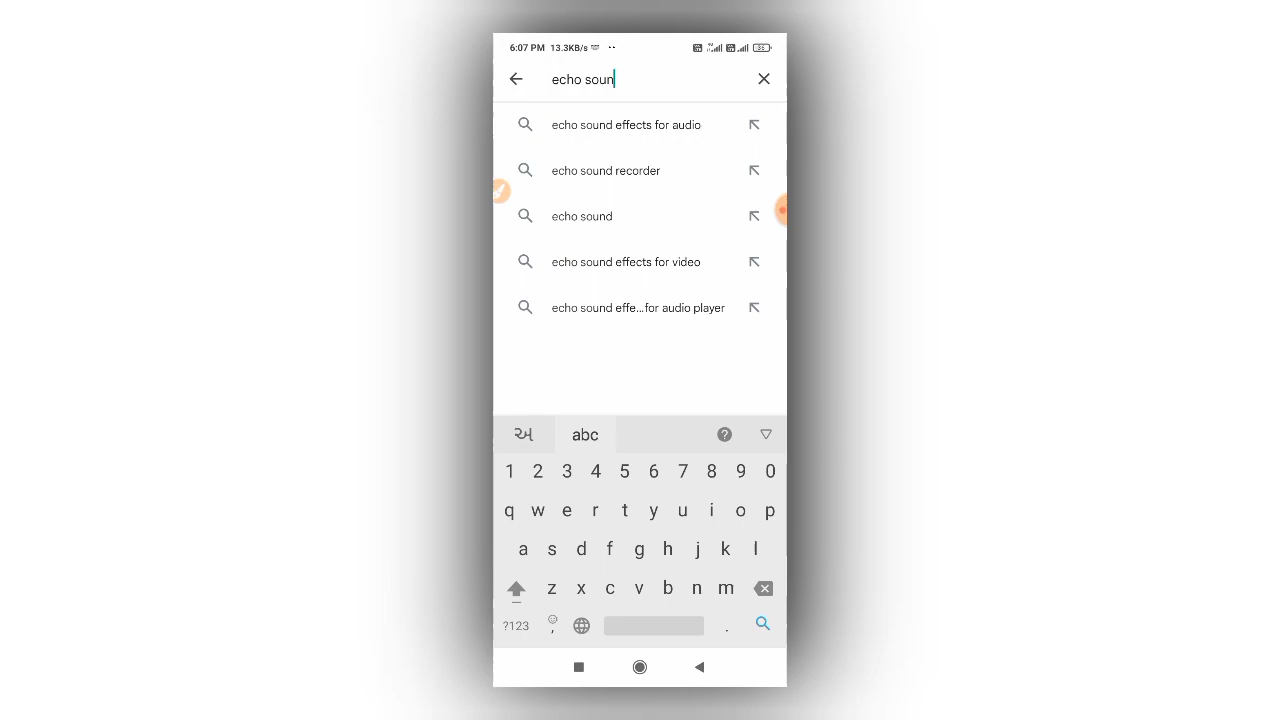 6:07 PM 13.3KB/s
36
echo soun
echo sound effects for audio
echo sound recorder
echo sound
echo sound effects for video
echo sound effe...for audio player
અ abc ?
1 2 3 4 5 6 7 8 9 0
q w e r t y u i o p
a s d f g h j k l
z x c v b n m
?123 , .